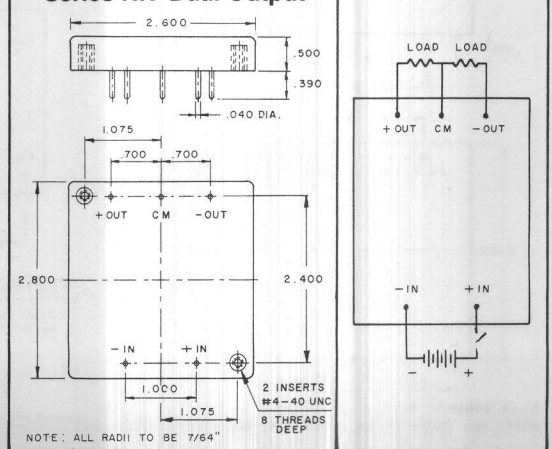 Dual Output
2.600
.500
.390
.040 DIA.
1.075
.700 .700
+OUT CM -OUT
2.800
2.400
-IN +IN
1.000
1.075
2 INSERTS
#4-40 UNC
8 THREADS
DEEP
NOTE: ALL RADII TO BE 7/64"
LOAD LOAD
+OUT CM -OUT
-IN +IN
- +